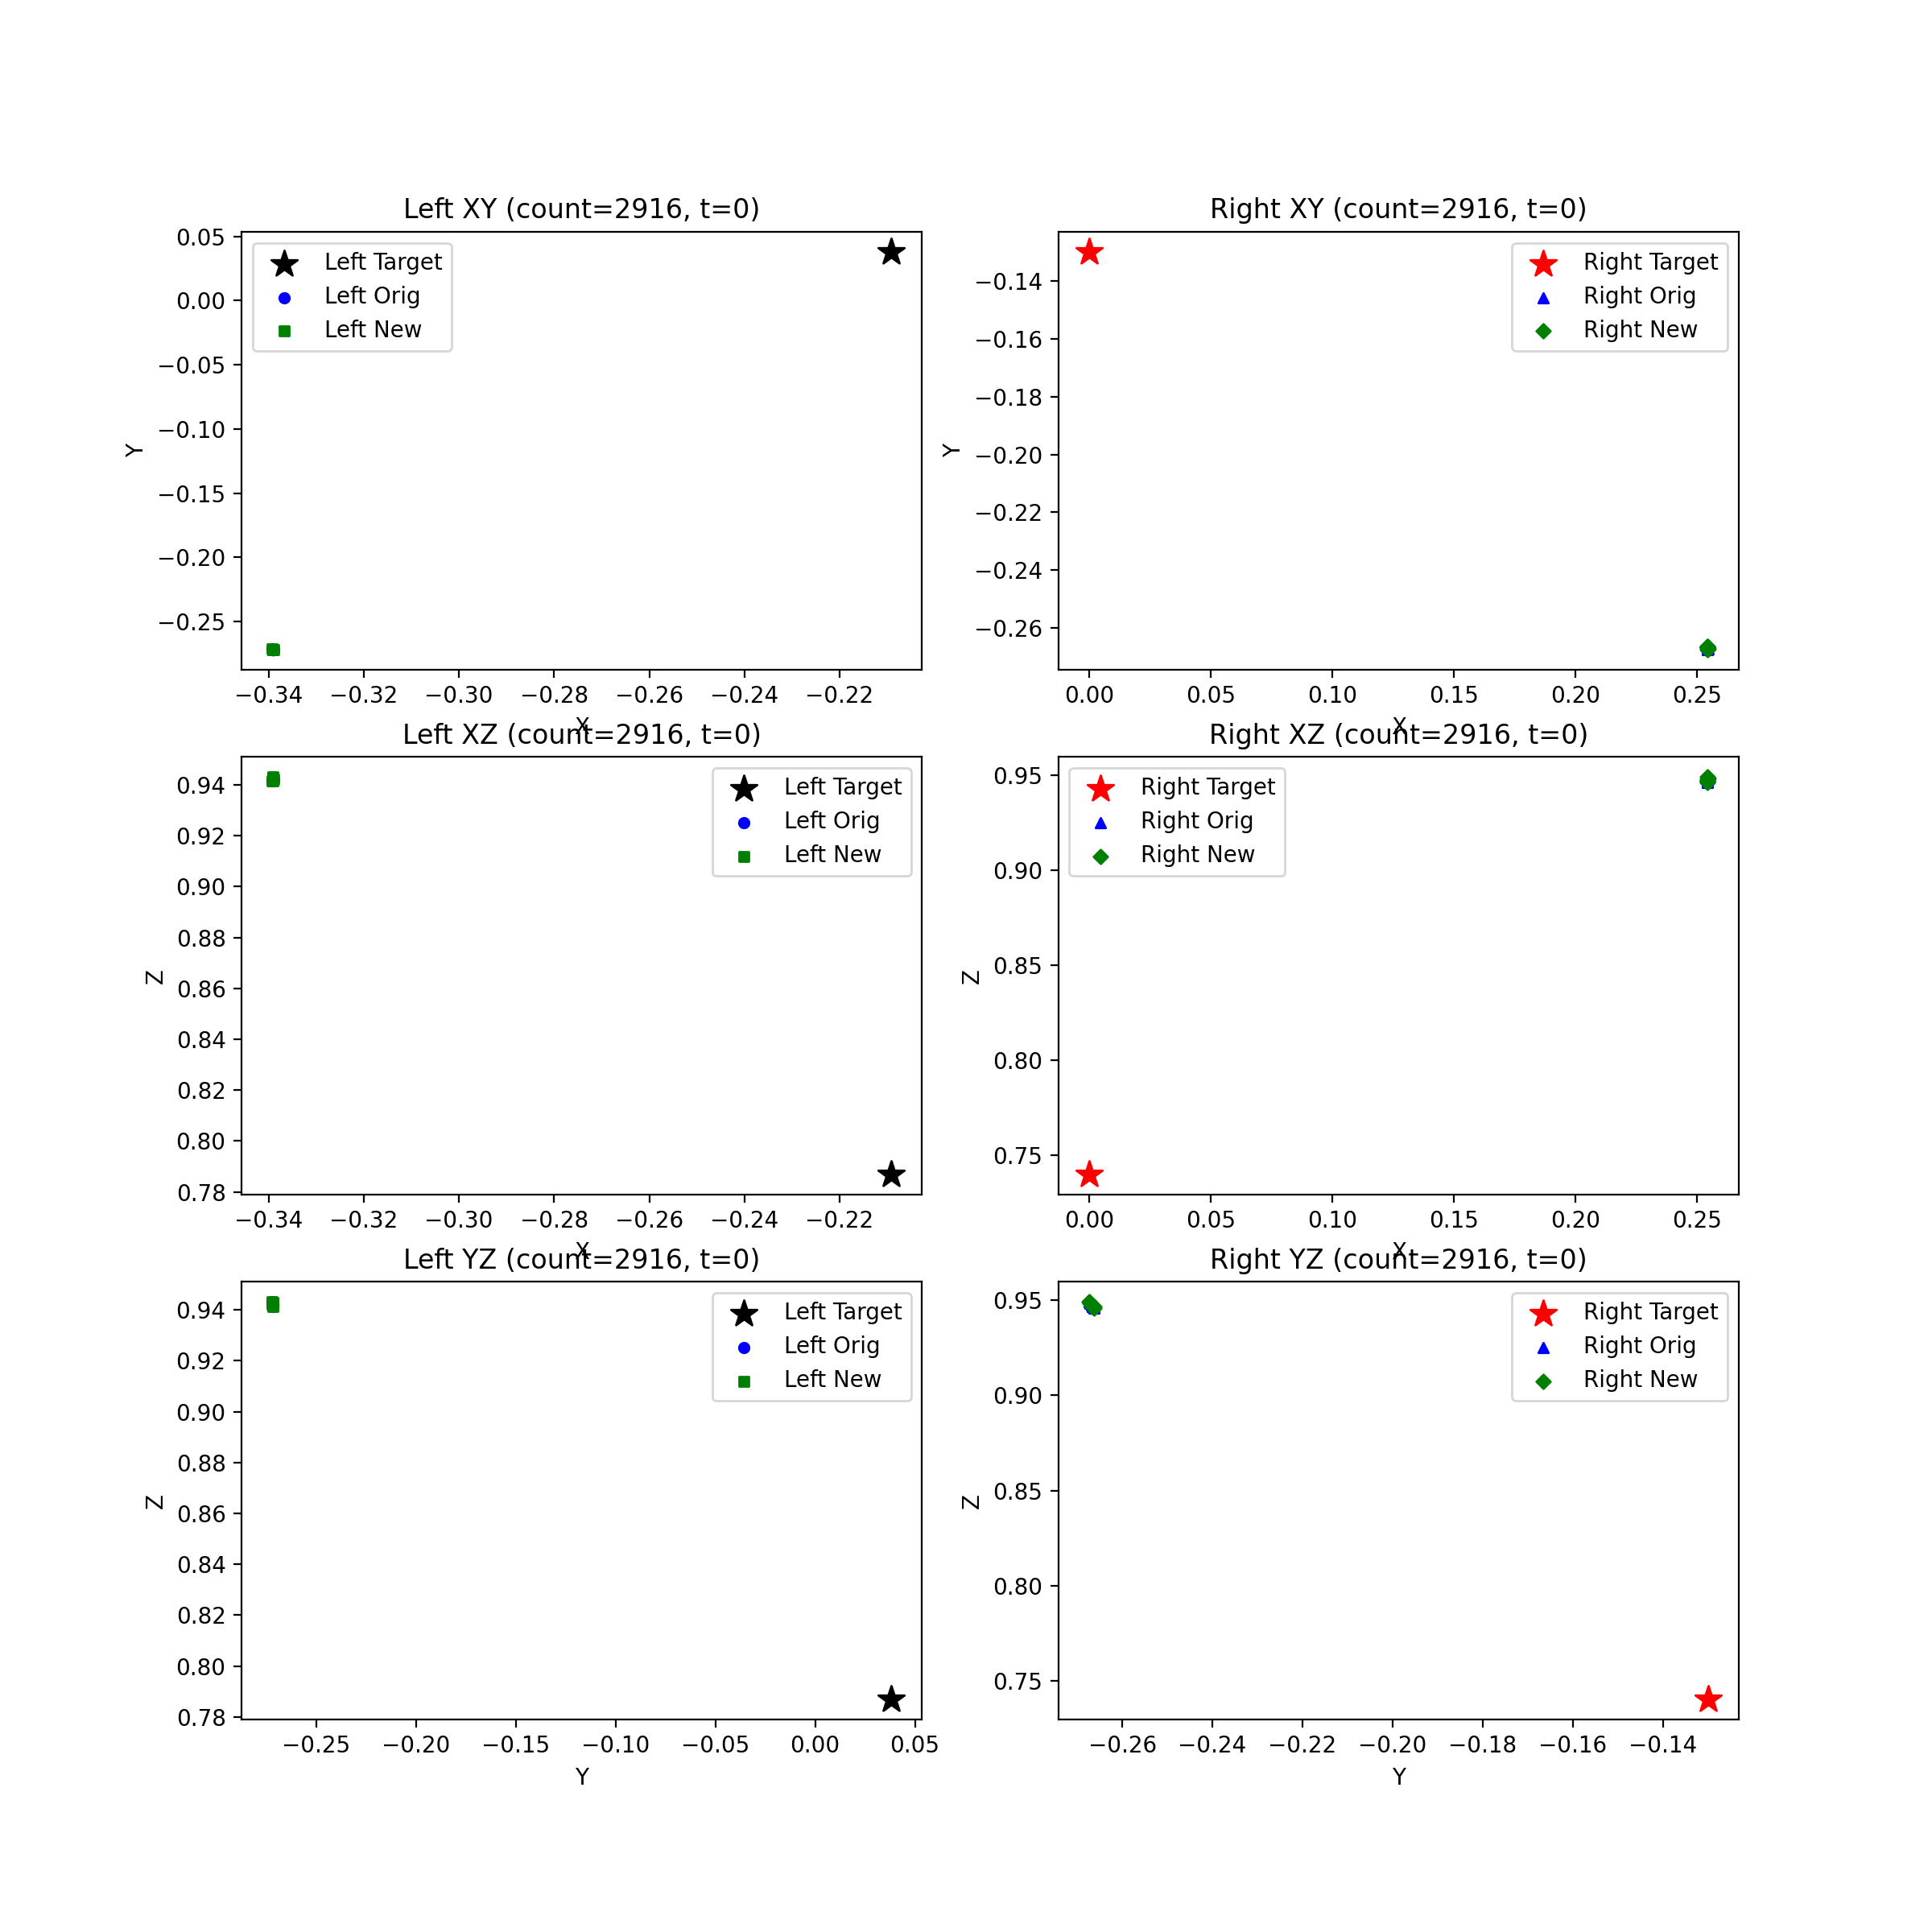 Left XY (count=2916, t=0)
0.05
0.00
−0.05
−0.10
−0.15
−0.20
−0.25
Y
Left Target
Left Orig
Left New
−0.34 −0.32 −0.30 −0.28 −0.26 −0.24 −0.22
X
Right XY (count=2916, t=0)
−0.14
−0.16
−0.18
−0.20
−0.22
−0.24
−0.26
Y
Right Target
Right Orig
Right New
0.00 0.05 0.10 0.15 0.20 0.25
X
Left XZ (count=2916, t=0)
0.94
0.92
0.90
0.88
0.86
0.84
0.82
0.80
0.78
Z
Left Target
Left Orig
Left New
−0.34 −0.32 −0.30 −0.28 −0.26 −0.24 −0.22
X
Right XZ (count=2916, t=0)
0.95
0.90
0.85
0.80
0.75
Z
Right Target
Right Orig
Right New
0.00 0.05 0.10 0.15 0.20 0.25
X
Left YZ (count=2916, t=0)
0.94
0.92
0.90
0.88
0.86
0.84
0.82
0.80
0.78
Z
Left Target
Left Orig
Left New
−0.25 −0.20 −0.15 −0.10 −0.05 0.00 0.05
Y
Right YZ (count=2916, t=0)
0.95
0.90
0.85
0.80
0.75
Z
Right Target
Right Orig
Right New
−0.26 −0.24 −0.22 −0.20 −0.18 −0.16 −0.14
Y